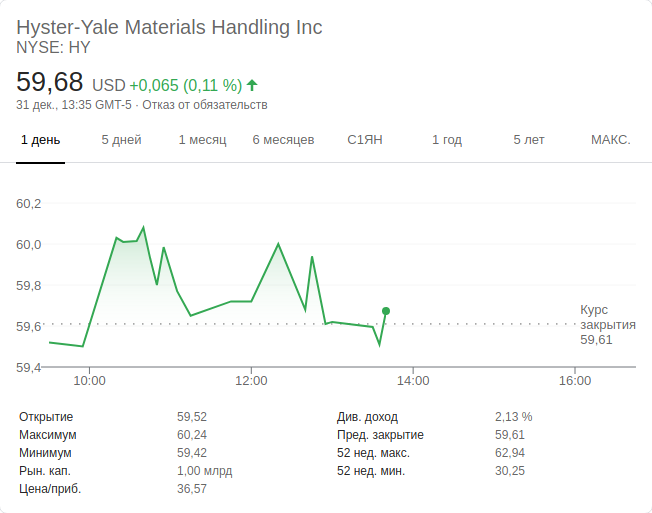 Hyster-Yale Materials Handling Inc
NYSE: HY
59,68 USD +0,065 (0,11 %)
31 дек., 13:35 GMT-5 · Отказ от обязательств
1 день 5 дней 1 месяц 6 месяцев С1ЯН 1 год 5 лет МАКС.
60,2
60,0
59,8
59,6
59,4
Курс
закрытия
59,61
10:00 12:00 14:00 16:00
Открытие 59,52
Максимум 60,24
Минимум 59,42
Рын. кап. 1,00 млрд
Цена/приб. 36,57
Див. доход 2,13 %
Пред. закрытие 59,61
52 нед. макс. 62,94
52 нед. мин. 30,25